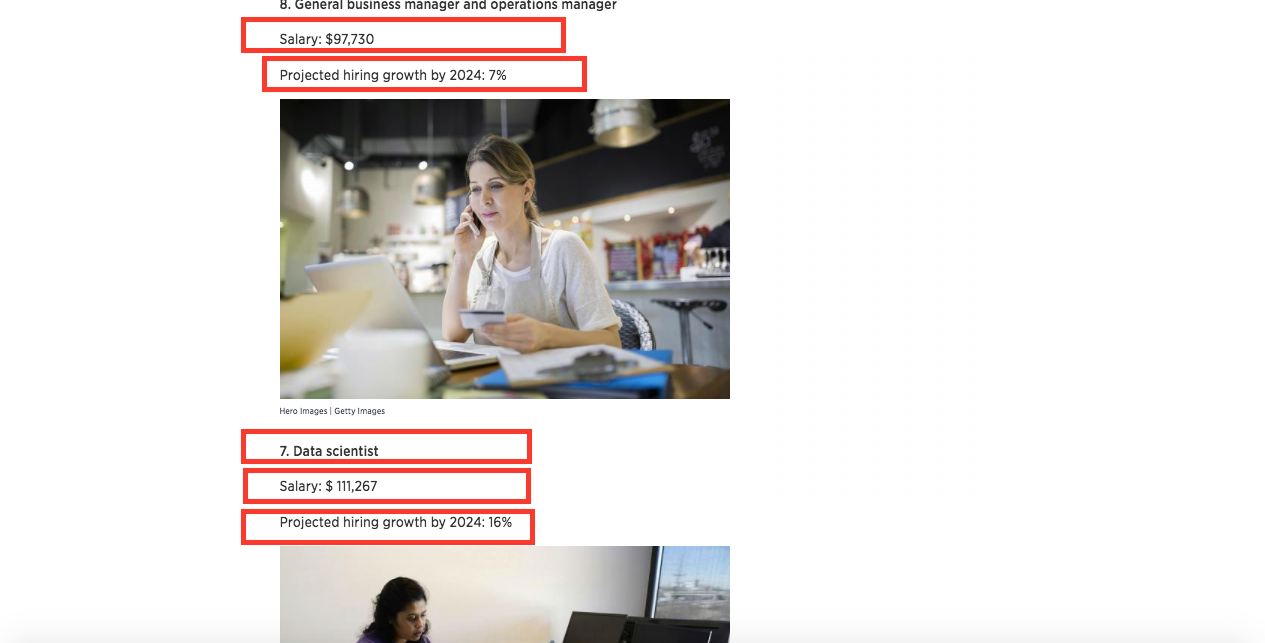 8. General business manager and operations manager
Salary: $97,730
Projected hiring growth by 2024: 7%
Hero Images | Getty Images
7. Data scientist
Salary: $ 111,267
Projected hiring growth by 2024: 16%